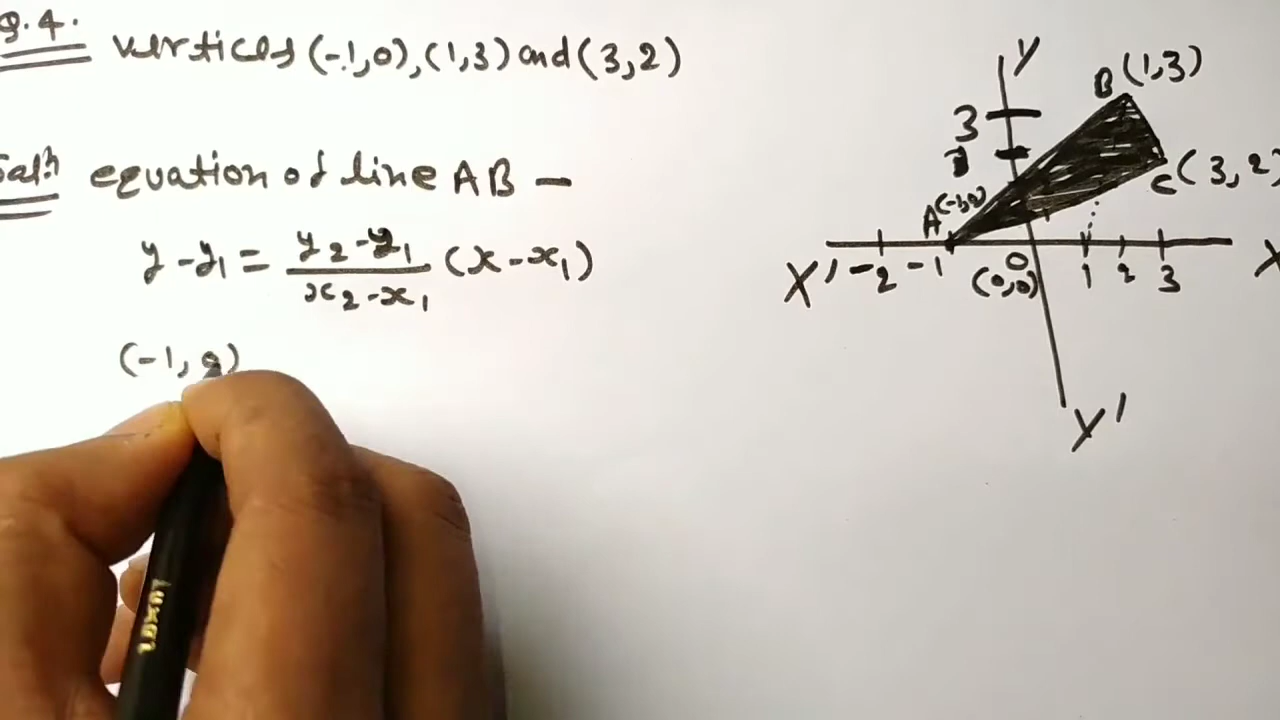 Q.4. vertices (-1,0), (1,3) and (3,2)
Solⁿ equation of line AB -
y - y₁ = y₂ - y₁ / x₂ - x₁ (x - x₁)
(-1, 0)
Y
B (1,3)
3
C (3, 2)
A (-1,0)
X' -2 -1 O 1 2 3 X
(0,0)
Y'
Luxor